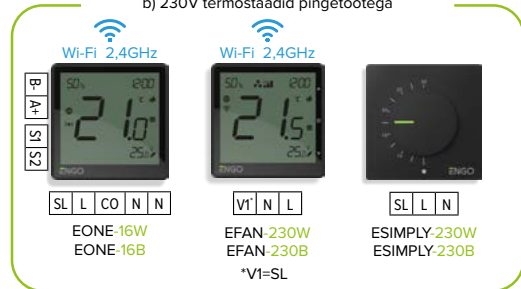 b) 230V termostaadid pingetoitega
Wi-Fi 2,4GHz
Wi-Fi 2,4GHz
B-
A+
S1
S2
50% 12:00
21.0
25.0
ENGO
50% 12:00
21.5
25.0
ENGO
ENGO
SL L CO N N
V1* N L
SL L N
EONE-16W
EONE-16B
EFAN-230W
EFAN-230B
*V1=SL
ESIMPLY-230W
ESIMPLY-230B